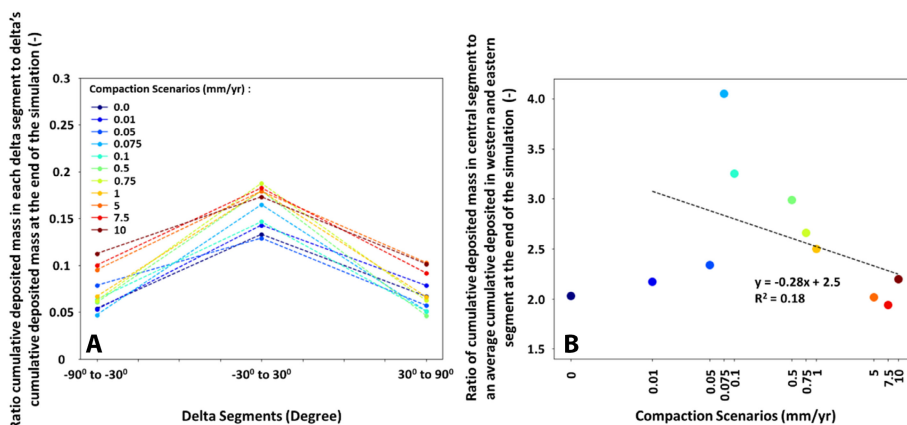 Ratio cumulative deposited mass in each delta segment to delta's
cumulative deposited mass at the end of the simulation (-)
0.3
0.25
0.2
0.15
0.1
0.05
0
Compaction Scenarios (mm/yr) :
0.0
0.01
0.05
0.075
0.1
0.5
0.75
1
5
7.5
10
A
-90⁰ to -30⁰
-30⁰ to 30⁰
30⁰ to 90⁰
Delta Segments (Degree)
Ratio of cumulative deposited mass in central segment to
an average cumulative deposited in western and eastern
segment at the end of the simulation (-)
4.0
3.5
3.0
2.5
2.0
1.5
y = -0.28x + 2.5
R² = 0.18
B
0
0.01
0.05
0.07
0.1
0.5
0.75
1
5
7.5
10
Compaction Scenarios (mm/yr)